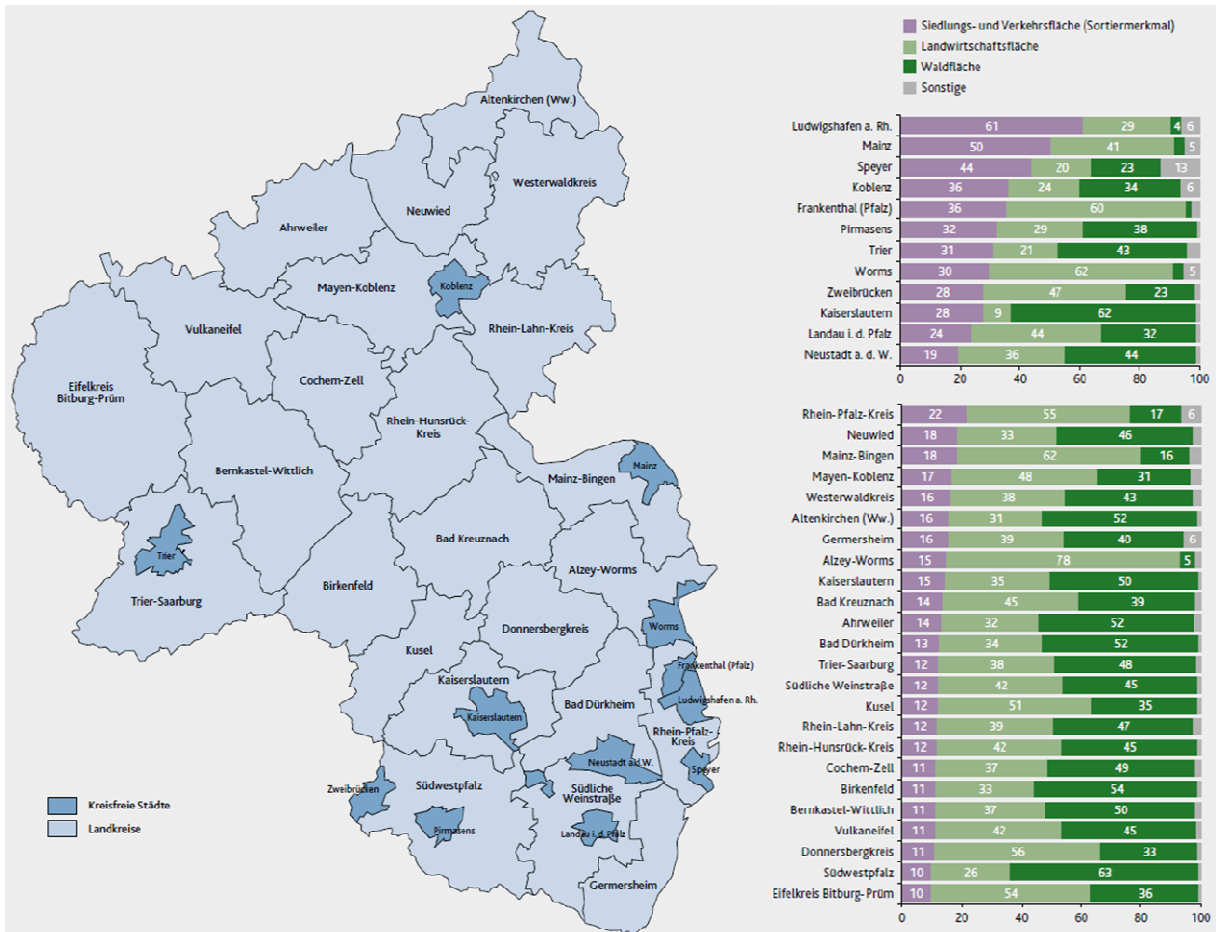 Siedlungs- und Verkehrsfläche (Sortiermerkmal)
Landwirtschaftsfläche
Waldfläche
Sonstige
Altenkirchen (Ww.)
Westerwaldkreis
Neuwied
Ahrweiler
Koblenz
Mayen-Koblenz
Vulkaneifel
Rhein-Lahn-Kreis
Cochem-Zell
Eifelkreis
Bitburg-Prüm
Rhein-Hunsrück-
Kreis
Bernkastel-Wittlich
Mainz
Mainz-Bingen
Bad Kreuznach
Trier
Alzey-Worms
Birkenfeld
Trier-Saarburg
Worms
Donnersbergkreis
Kusel
Frankenthal (Pfalz)
Kaiserslautern
Ludwigshafen a. Rh.
Bad Dürkheim
Kaiserslautern
Rhein-Pfalz-
Kreis
Neustadt a.d.W.
Speyer
Zweibrücken
Südwestpfalz
Südliche
Weinstraße
Pirmasens
Landau i. d. Pfalz
Germersheim
Kreisfreie Städte
Landkreise
Ludwigshafen a. Rh. 61 29 4 6
Mainz 50 41 5
Speyer 44 20 23 13
Koblenz 36 24 34 6
Frankenthal (Pfalz) 36 60
Pirmasens 32 29 38
Trier 31 21 43
Worms 30 62 5
Zweibrücken 28 47 23
Kaiserslautern 28 9 62
Landau i. d. Pfalz 24 44 32
Neustadt a. d. W. 19 36 44
0 20 40 60 80 100
Rhein-Pfalz-Kreis 22 55 17 6
Neuwied 18 33 46
Mainz-Bingen 18 62 16
Mayen-Koblenz 17 48 31
Westerwaldkreis 16 38 43
Altenkirchen (Ww.) 16 31 52
Germersheim 16 39 40 6
Alzey-Worms 15 78 5
Kaiserslautern 15 35 50
Bad Kreuznach 14 45 39
Ahrweiler 14 32 52
Bad Dürkheim 13 34 52
Trier-Saarburg 12 38 48
Südliche Weinstraße 12 42 45
Kusel 12 51 35
Rhein-Lahn-Kreis 12 39 47
Rhein-Hunsrück-Kreis 12 42 45
Cochem-Zell 11 37 49
Birkenfeld 11 33 54
Bernkastel-Wittlich 11 37 50
Vulkaneifel 11 42 45
Donnersbergkreis 11 56 33
Südwestpfalz 10 26 63
Eifelkreis Bitburg-Prüm 10 54 36
0 20 40 60 80 100